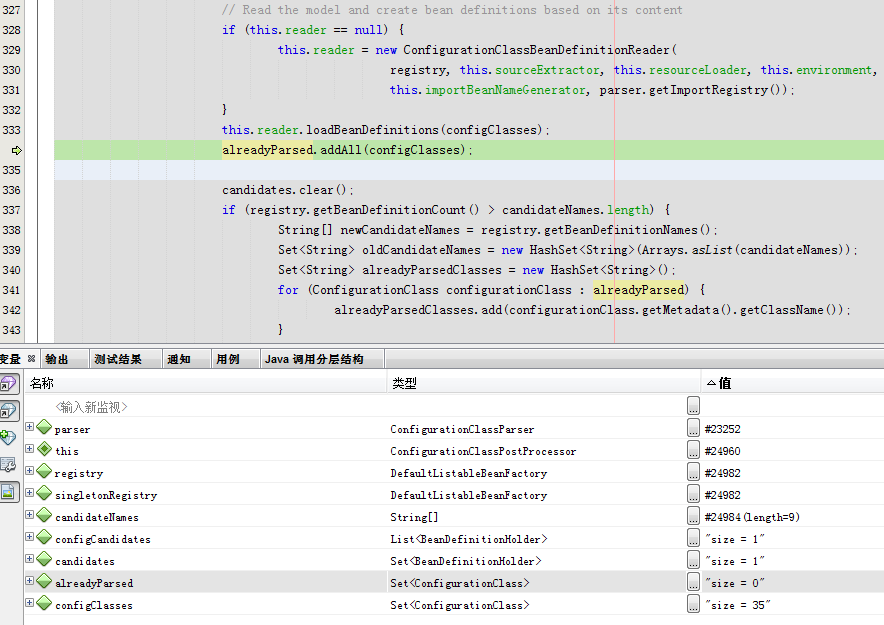 327 // Read the model and create bean definitions based on its content
328 if (this.reader == null) {
329 this.reader = new ConfigurationClassBeanDefinitionReader(
330 registry, this.sourceExtractor, this.resourceLoader, this.environment,
331 this.importBeanNameGenerator, parser.getImportRegistry());
332 }
333 this.reader.loadBeanDefinitions(configClasses);
alreadyParsed.addAll(configClasses);
335
336 candidates.clear();
337 if (registry.getBeanDefinitionCount() > candidateNames.length) {
338 String[] newCandidateNames = registry.getBeanDefinitionNames();
339 Set<String> oldCandidateNames = new HashSet<String>(Arrays.asList(candidateNames));
340 Set<String> alreadyParsedClasses = new HashSet<String>();
341 for (ConfigurationClass configurationClass : alreadyParsed) {
342 alreadyParsedClasses.add(configurationClass.getMetadata().getClassName());
343 }
变量 输出 测试结果 通知 用例 Java 调用分层结构
名称 类型 值
<输入新监视> ...
parser ConfigurationClassParser ... #23252
this ConfigurationClassPostProcessor ... #24960
registry DefaultListableBeanFactory ... #24982
singletonRegistry DefaultListableBeanFactory ... #24982
candidateNames String[] ... #24984(length=9)
configCandidates List<BeanDefinitionHolder> ... "size = 1"
candidates Set<BeanDefinitionHolder> ... "size = 1"
alreadyParsed Set<ConfigurationClass> ... "size = 0"
configClasses Set<ConfigurationClass> ... "size = 35"